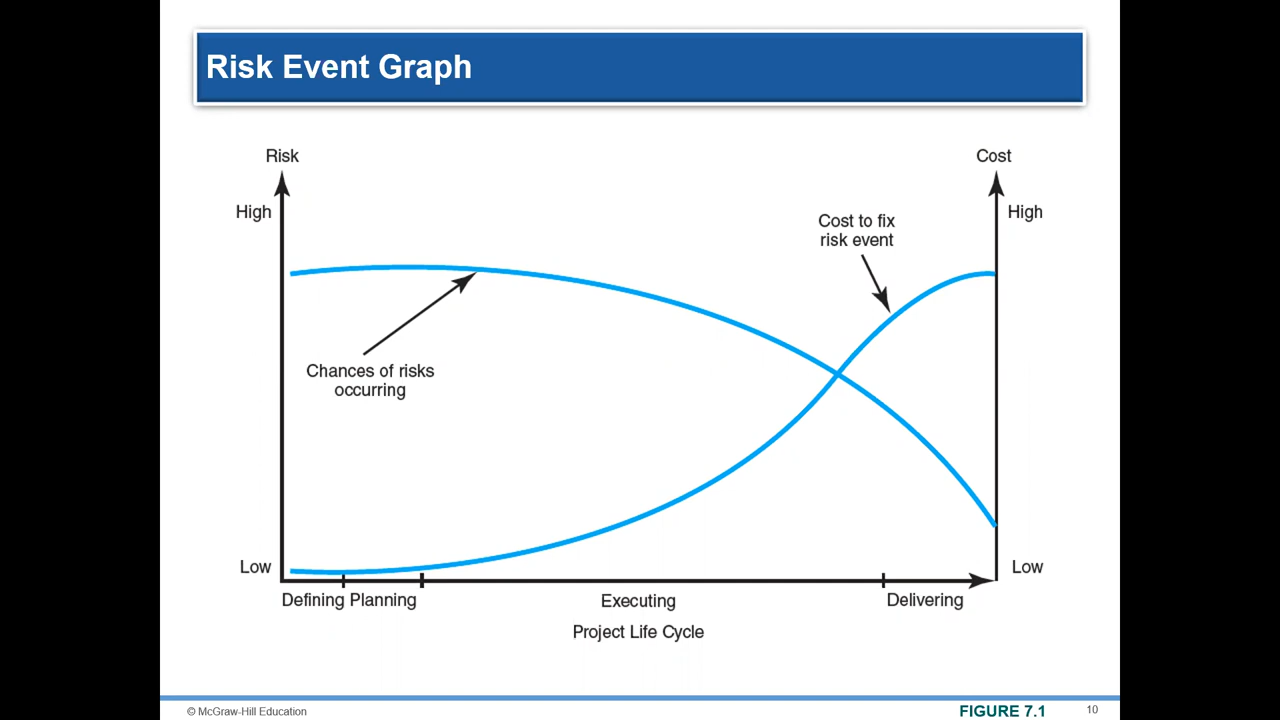 Risk Event Graph
Risk
Cost
High
High
Cost to fix
risk event
Chances of risks
occurring
Low
Low
Defining Planning
Executing
Delivering
Project Life Cycle
© McGraw-Hill Education
FIGURE 7.1
10